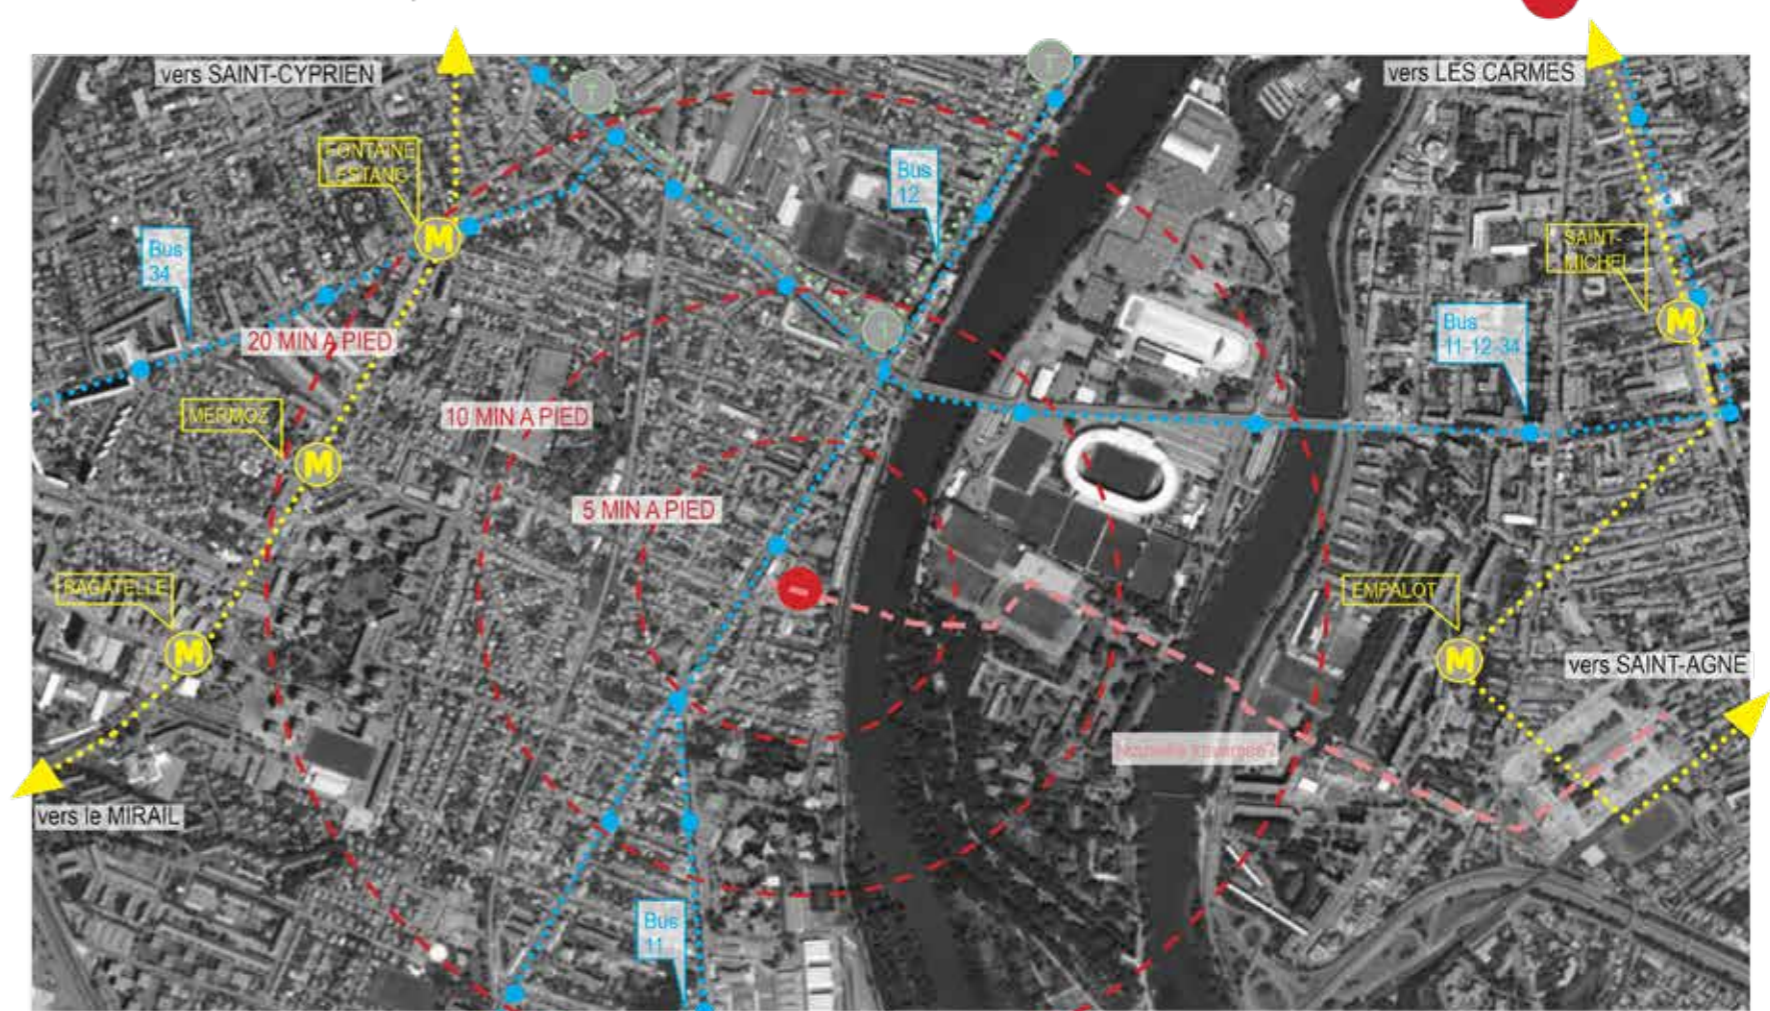 vers SAINT-CYPRIEN
vers LES CARMES
T
T
FONTAINE
LESTANG
Bus
12
M
Bus
34
SAINT-
MICHEL
M
Bus
11-12-34
T
20 MIN A PIED
10 MIN A PIED
MERMOZ
M
5 MIN A PIED
BAGATELLE
M
EMPALOT
M
vers SAINT-AGNE
Nouvelle traversée?
vers le MIRAIL
Bus
11